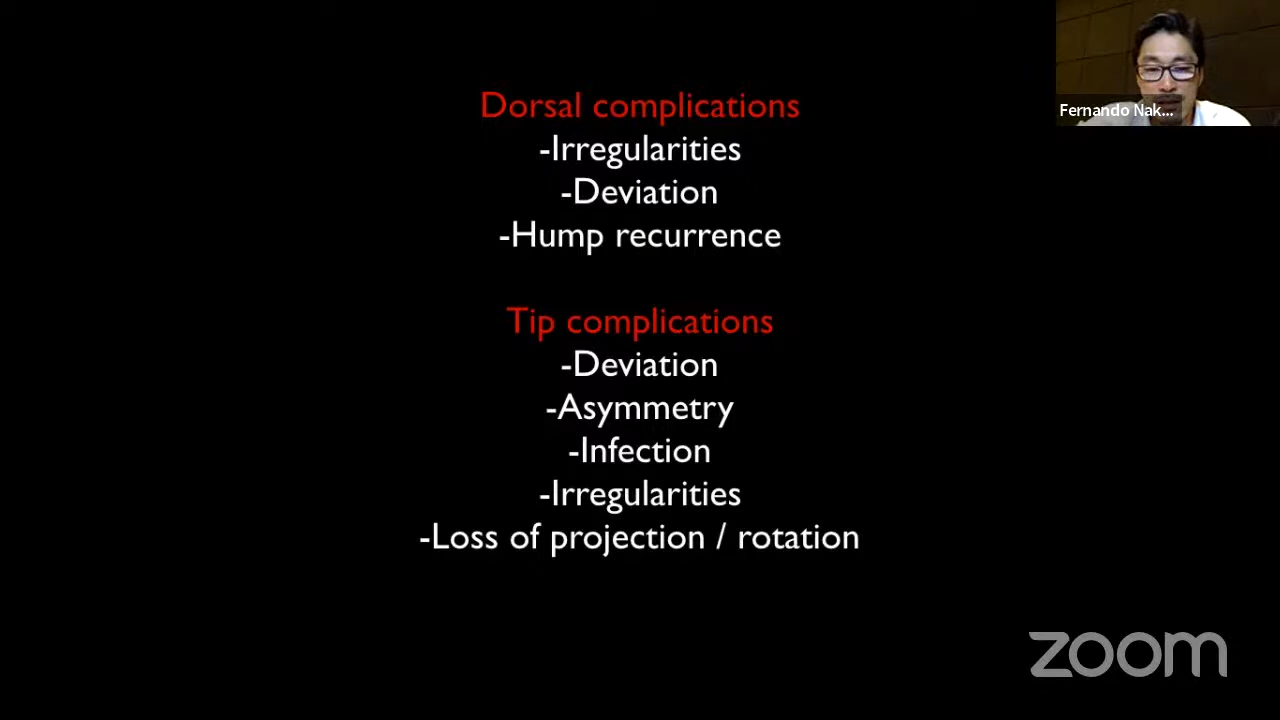 Dorsal complications
-Irregularities
-Deviation
-Hump recurrence
Tip complications
-Deviation
-Asymmetry
-Infection
-Irregularities
-Loss of projection / rotation
Fernando Nak...
zoom